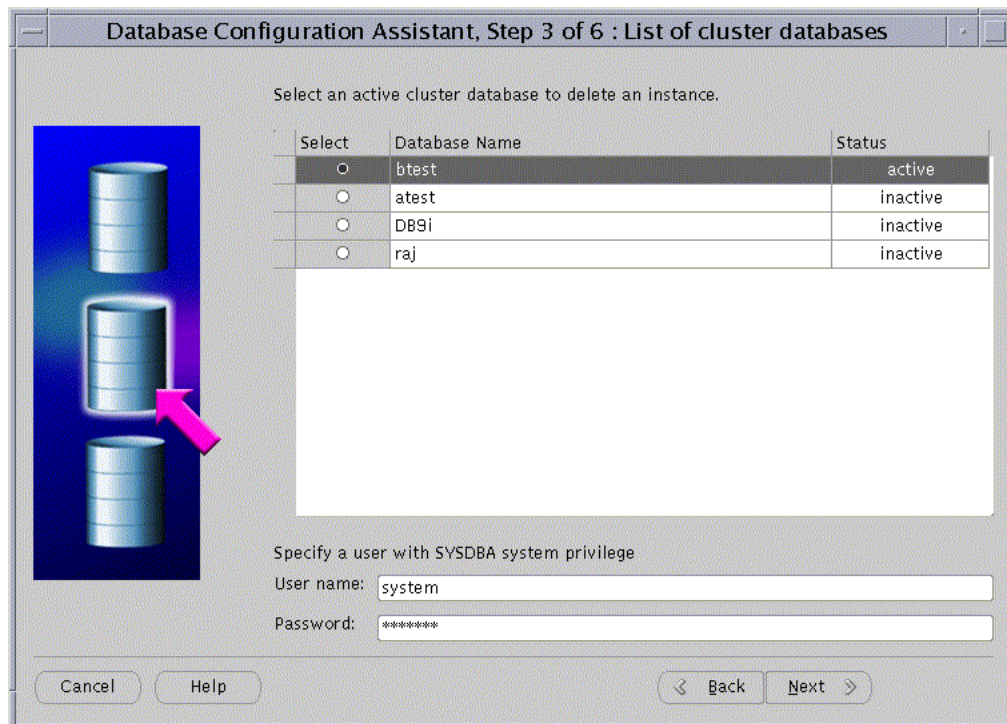 Database Configuration Assistant, Step 3 of 6 : List of cluster databases
Select an active cluster database to delete an instance.
Select Database Name Status
btest active
atest inactive
DB9i inactive
raj inactive
Specify a user with SYSDBA system privilege
User name: system
Password: *******
Cancel Help Back Next